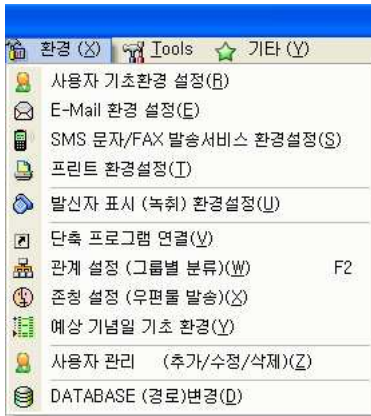 환경 (X) Tools 기타 (Y)
사용자 기초환경 설정(R)
E-Mail 환경 설정(E)
SMS 문자/FAX 발송서비스 환경설정(S)
프린트 환경설정(T)
발신자 표시 (녹취) 환경설정(U)
단축 프로그램 연결(V)
관계 설정 (그룹별 분류)(W) F2
존칭 설정 (우편물 발송)(X)
예상 기념일 기초 환경(Y)
사용자 관리 (추가/수정/삭제)(Z)
DATABASE (경로)변경(D)